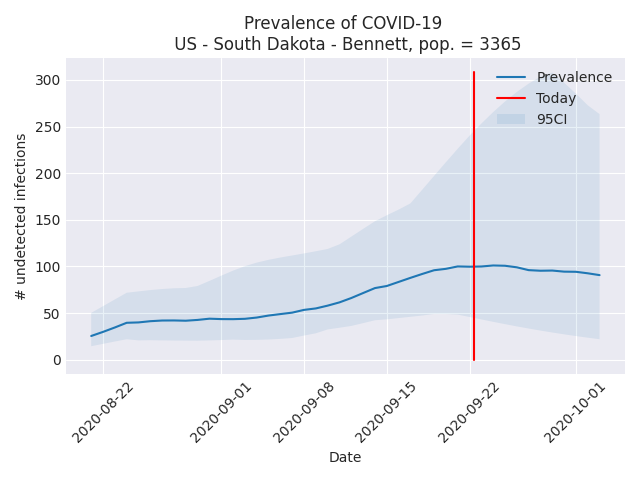 Prevalence of COVID-19
US - South Dakota - Bennett, pop. = 3365
Prevalence
Today
95CI
# undetected infections
300
250
200
150
100
50
0
2020-08-22
2020-09-01
2020-09-08
2020-09-15
2020-09-22
2020-10-01
Date